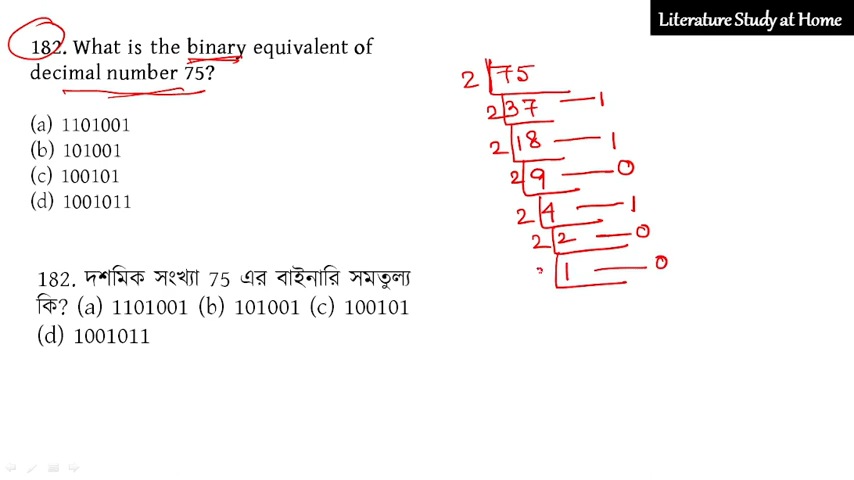 Literature Study at Home
182. What is the binary equivalent of
decimal number 75?
(a) 1101001
(b) 101001
(c) 100101
(d) 1001011
2 75
2 37 — 1
2 18 — 1
2 9 — 0
2 4 — 1
2 2 — 0
1 — 0
182. দশমিক সংখ্যা 75 এর বাইনারি সমতুল্য
কি? (a) 1101001 (b) 101001 (c) 100101
(d) 1001011